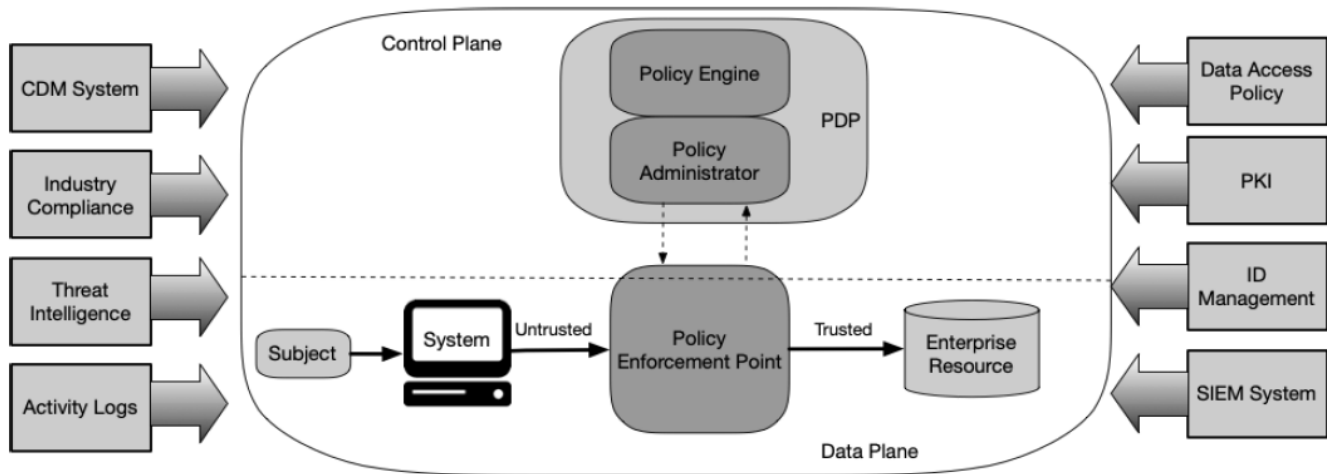 CDM System
Industry
Compliance
Threat
Intelligence
Activity Logs
Control Plane
Policy Engine
PDP
Policy
Administrator
Subject
System
Untrusted
Policy
Enforcement Point
Trusted
Enterprise
Resource
Data Plane
Data Access
Policy
PKI
ID
Management
SIEM System